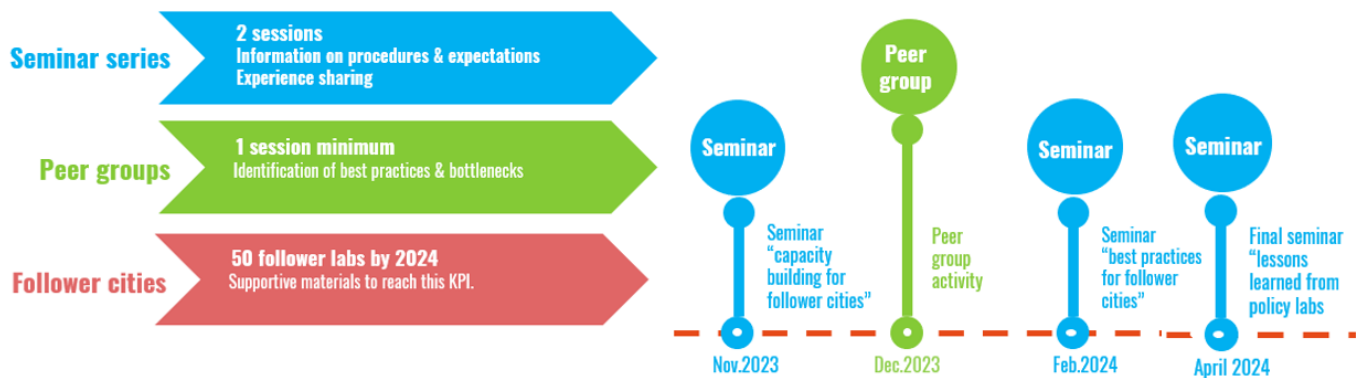 Seminar series
2 sessions
Information on procedures & expectations
Experience sharing
Peer groups
1 session minimum
Identification of best practices & bottlenecks
Follower cities
50 follower labs by 2024
Supportive materials to reach this KPI.
Seminar
Seminar
“capacity
building for
follower cities”
Nov.2023
Peer
group
Peer
group
activity
Dec.2023
Seminar
Seminar
“best practices
for follower
cities”
Feb.2024
Seminar
Final seminar
“lessons
learned from
policy labs
April 2024